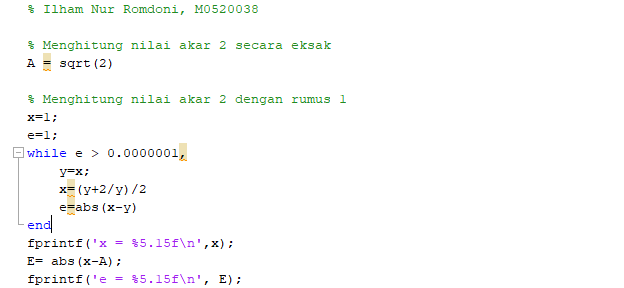 % Ilham Nur Romdoni, M0520038
% Menghitung nilai akar 2 secara eksak
A = sqrt(2)
% Menghitung nilai akar 2 dengan rumus 1
x=1;
e=1;
while e > 0.0000001,
y=x;
x=(y+2/y)/2
e=abs(x-y)
end
fprintf('x = %5.15f\n',x);
E= abs(x-A);
fprintf('e = %5.15f\n', E);